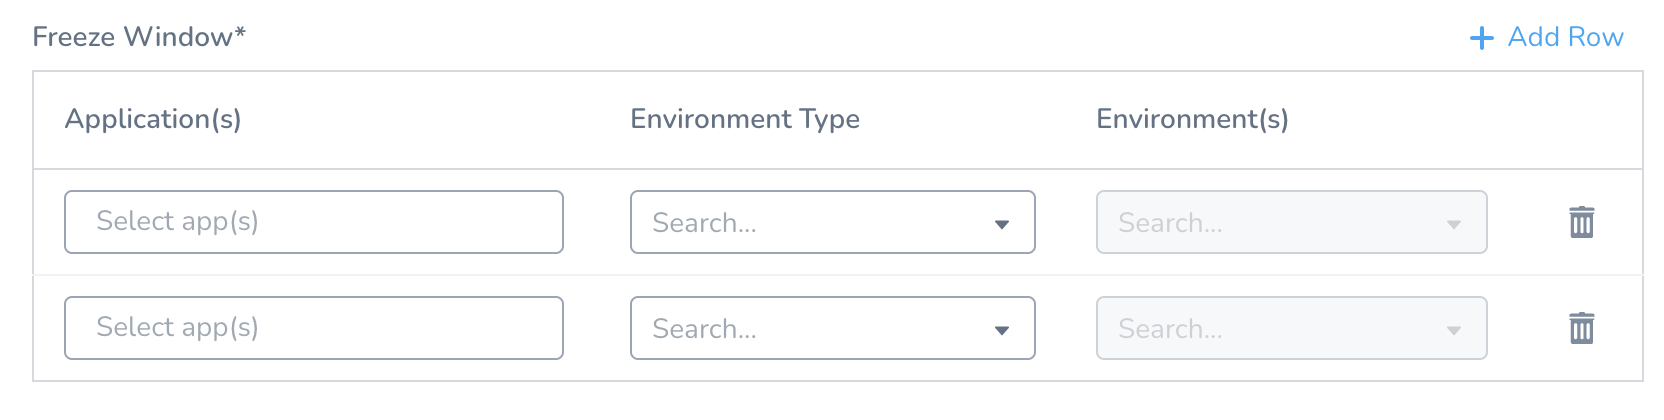 Freeze Window* + Add Row
Application(s) Environment Type Environment(s)
Select app(s) Search... Search...
Select app(s) Search... Search...